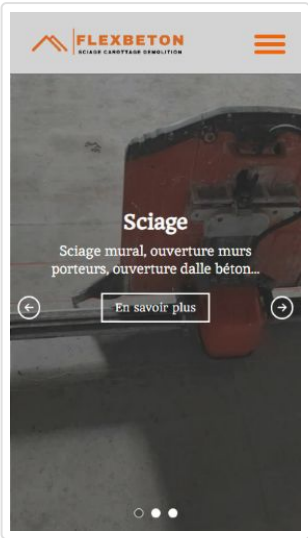 FLEXBETON
SCIAGE CAROTTAGE DEMOLITION
Sciage
Sciage mural, ouverture murs
porteurs, ouverture dalle béton...
En savoir plus